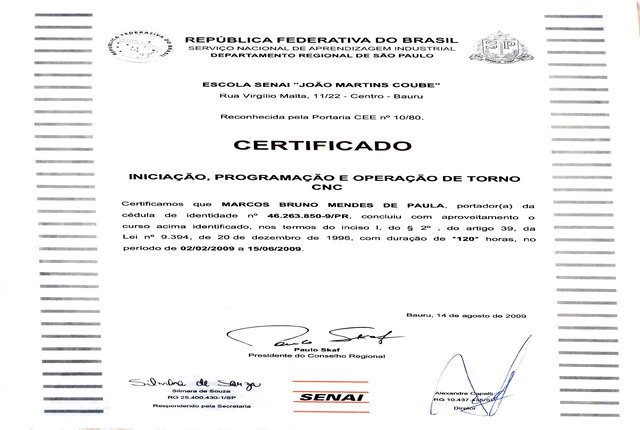 REPÚBLICA FEDERATIVA DO BRASIL
SERVIÇO NACIONAL DE APRENDIZAGEM INDUSTRIAL
DEPARTAMENTO REGIONAL DE SÃO PAULO
ESCOLA SENAI "JOÃO MARTINS COUBE"
Rua Virgílio Malta, 11/22 - Centro - Bauru
Reconhecida pela Portaria CEE nº 10/80.
CERTIFICADO
INICIAÇÃO, PROGRAMAÇÃO E OPERAÇÃO DE TORNO
CNC
Certificamos que MARCOS BRUNO MENDES DE PAULA, portador(a) da
cédula de identidade nº 46.263.850-9/PR, concluiu com aproveitamento o
curso acima identificado, nos termos do inciso I, do § 2º , do artigo 39, da
Lei nº 9.394, de 20 de dezembro de 1996, com duração de "120" horas, no
período de 02/02/2009 a 15/06/2009.
Bauru, 14 de agosto de 2009
Paulo Skaf
Paulo Skaf
Presidente do Conselho Regional
Silmara de Souza
Silmara de Souza
RG 25.400.430-1/SP
Respondendo pela Secretaria
SENAI
Alexandre
RG 10.437.
Diretor